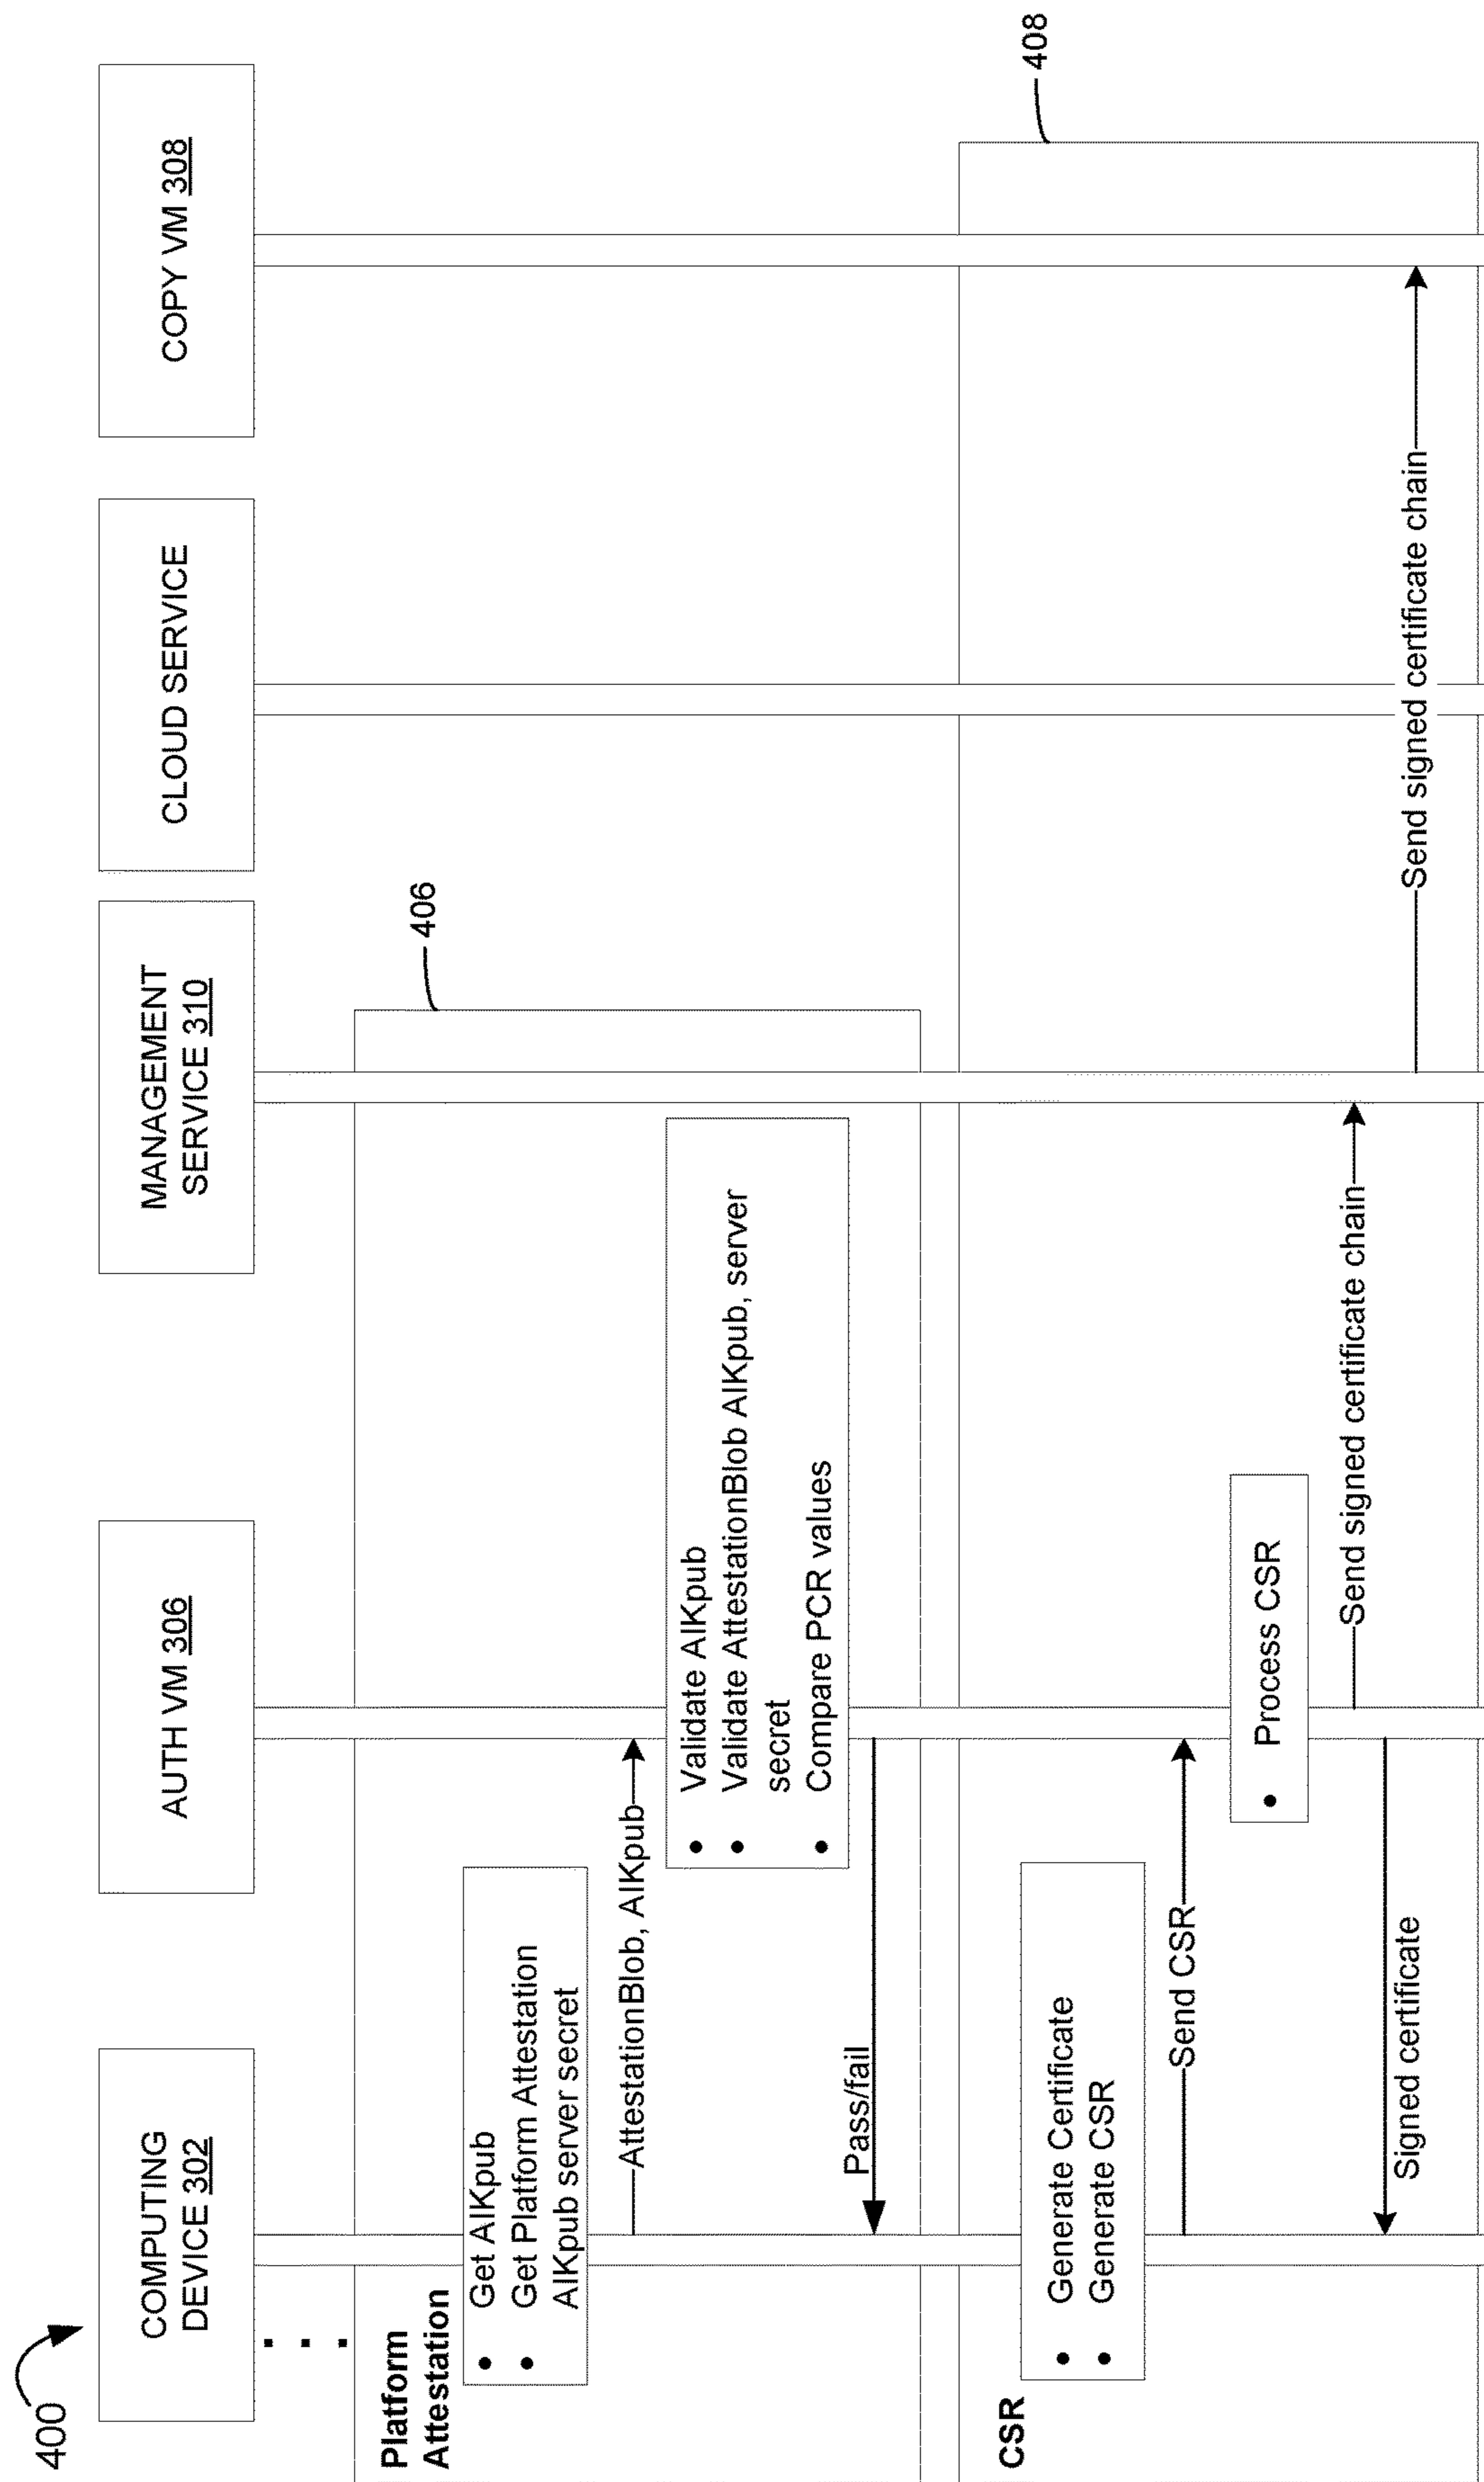 400
COMPUTING
DEVICE 302
AUTH VM 306
MANAGEMENT
SERVICE 310
CLOUD SERVICE
COPY VM 308
Platform
Attestation
406
• Get AIKpub
• Get Platform Attestation
AIKpub server secret
AttestationBlob, AIKpub
• Validate AIKpub
• Validate AttestationBlob AIKpub, server
secret
• Compare PCR values
Pass/fail
CSR
408
• Generate Certificate
• Generate CSR
Send CSR
• Process CSR
Send signed certificate chain
Signed certificate
Send signed certificate chain